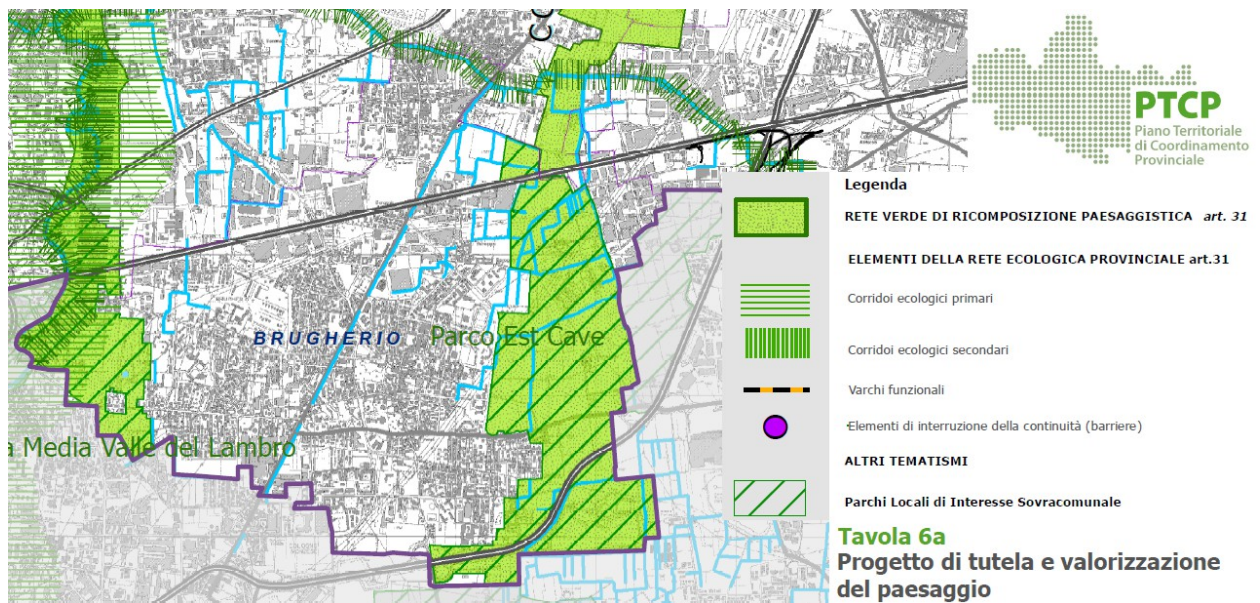 CO
BRUGHERIO
Parco Est Cave
a Media Valle del Lambro
PTCP
Piano Territoriale
di Coordinamento
Provinciale
Legenda
RETE VERDE DI RICOMPOSIZIONE PAESAGGISTICA art. 31
ELEMENTI DELLA RETE ECOLOGICA PROVINCIALE art.31
Corridoi ecologici primari
Corridoi ecologici secondari
Varchi funzionali
Elementi di interruzione della continuità (barriere)
ALTRI TEMATISMI
Parchi Locali di Interesse Sovracomunale
Tavola 6a
Progetto di tutela e valorizzazione
del paesaggio